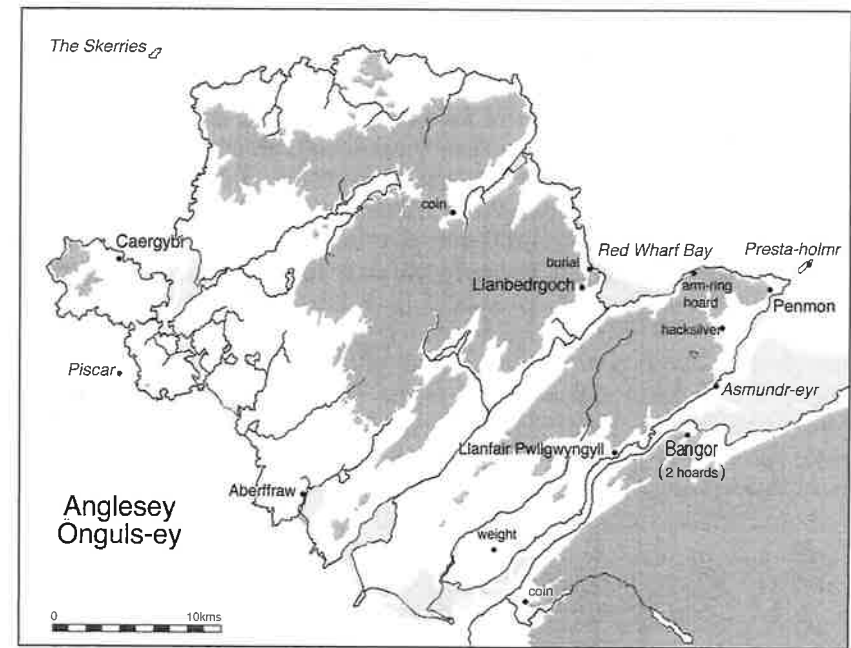 The Skerries
coin
Caergybi
Red Wharf Bay
Presta-holmr
burial
Llanbedrgoch
arm-ring
hoard
Penmon
hacksilver
Piscar
Asmundr-eyr
Llanfair Pwllgwyngyll
Bangor
(2 hoards)
Aberffraw
Anglesey
Önguls-ey
weight
coin
0 10kms